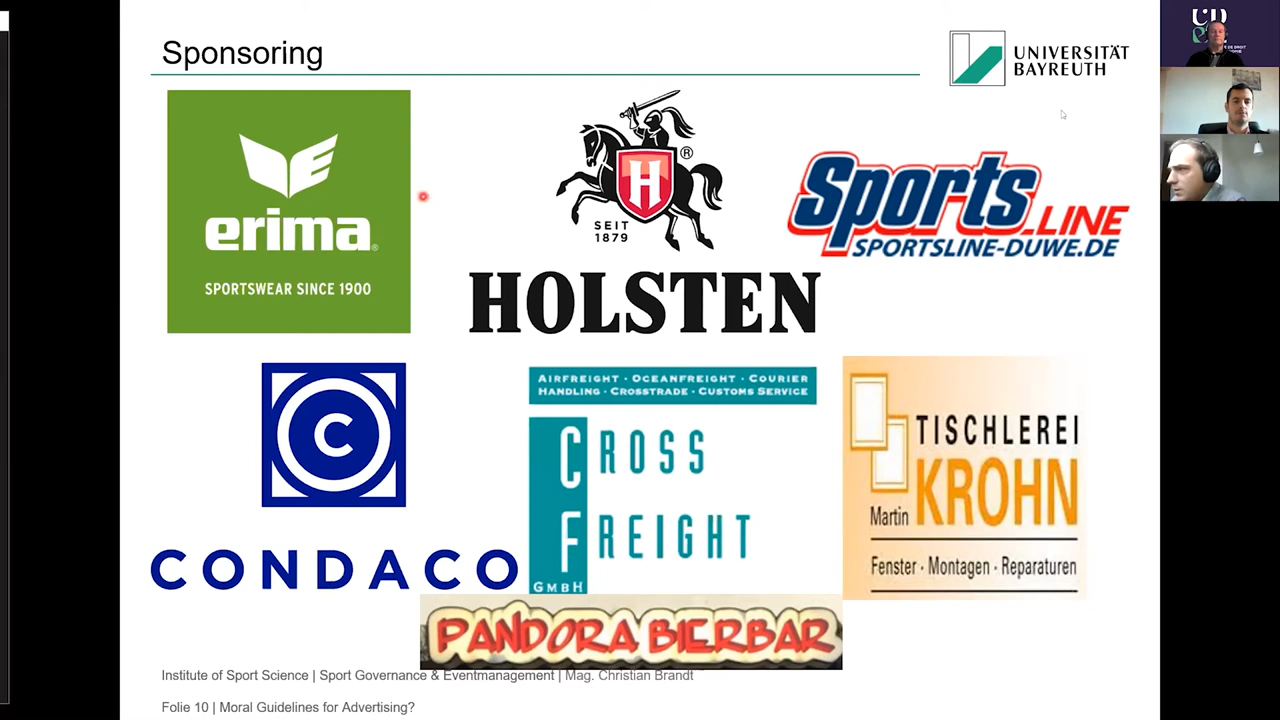 Sponsoring
UNIVERSITÄT
BAYREUTH
erima®
SPORTSWEAR SINCE 1900
H
®
SEIT
1879
HOLSTEN
Sports
.LINE
SPORTSLINE-DUWE.DE
C
CONDACO
AIRFREIGHT · OCEANFREIGHT · COURIER
HANDLING · CROSSTRADE · CUSTOMS SERVICE
CROSS
FREIGHT
GMBH
TISCHLEREI
Martin KROHN
Fenster · Montagen · Reparaturen
PANDORA BIERBAR
Institute of Sport Science | Sport Governance & Eventmanagement | Mag. Christian Brandt
Folie 10 | Moral Guidelines for Advertising?